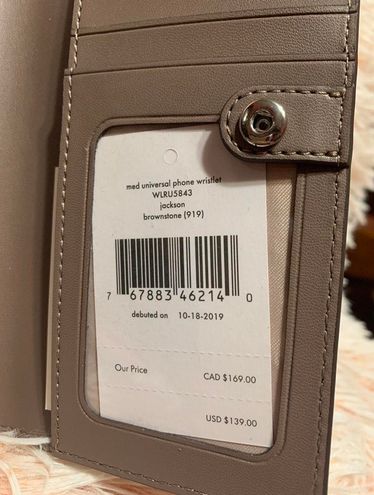 med universal phone wristlet
WLRU5843
jackson
brownstone (919)
7 67883 46214 0
debuted on 10-18-2019
Our Price CAD $169.00
USD $139.00